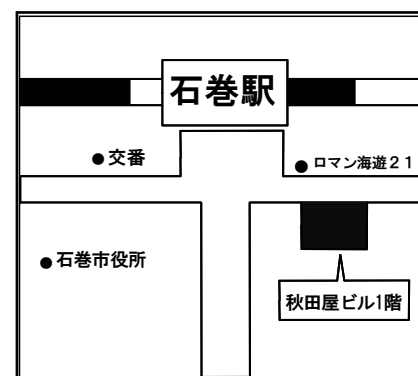 石巻駅
●交番
●ロマン海遊２１
●石巻市役所
秋田屋ビル1階